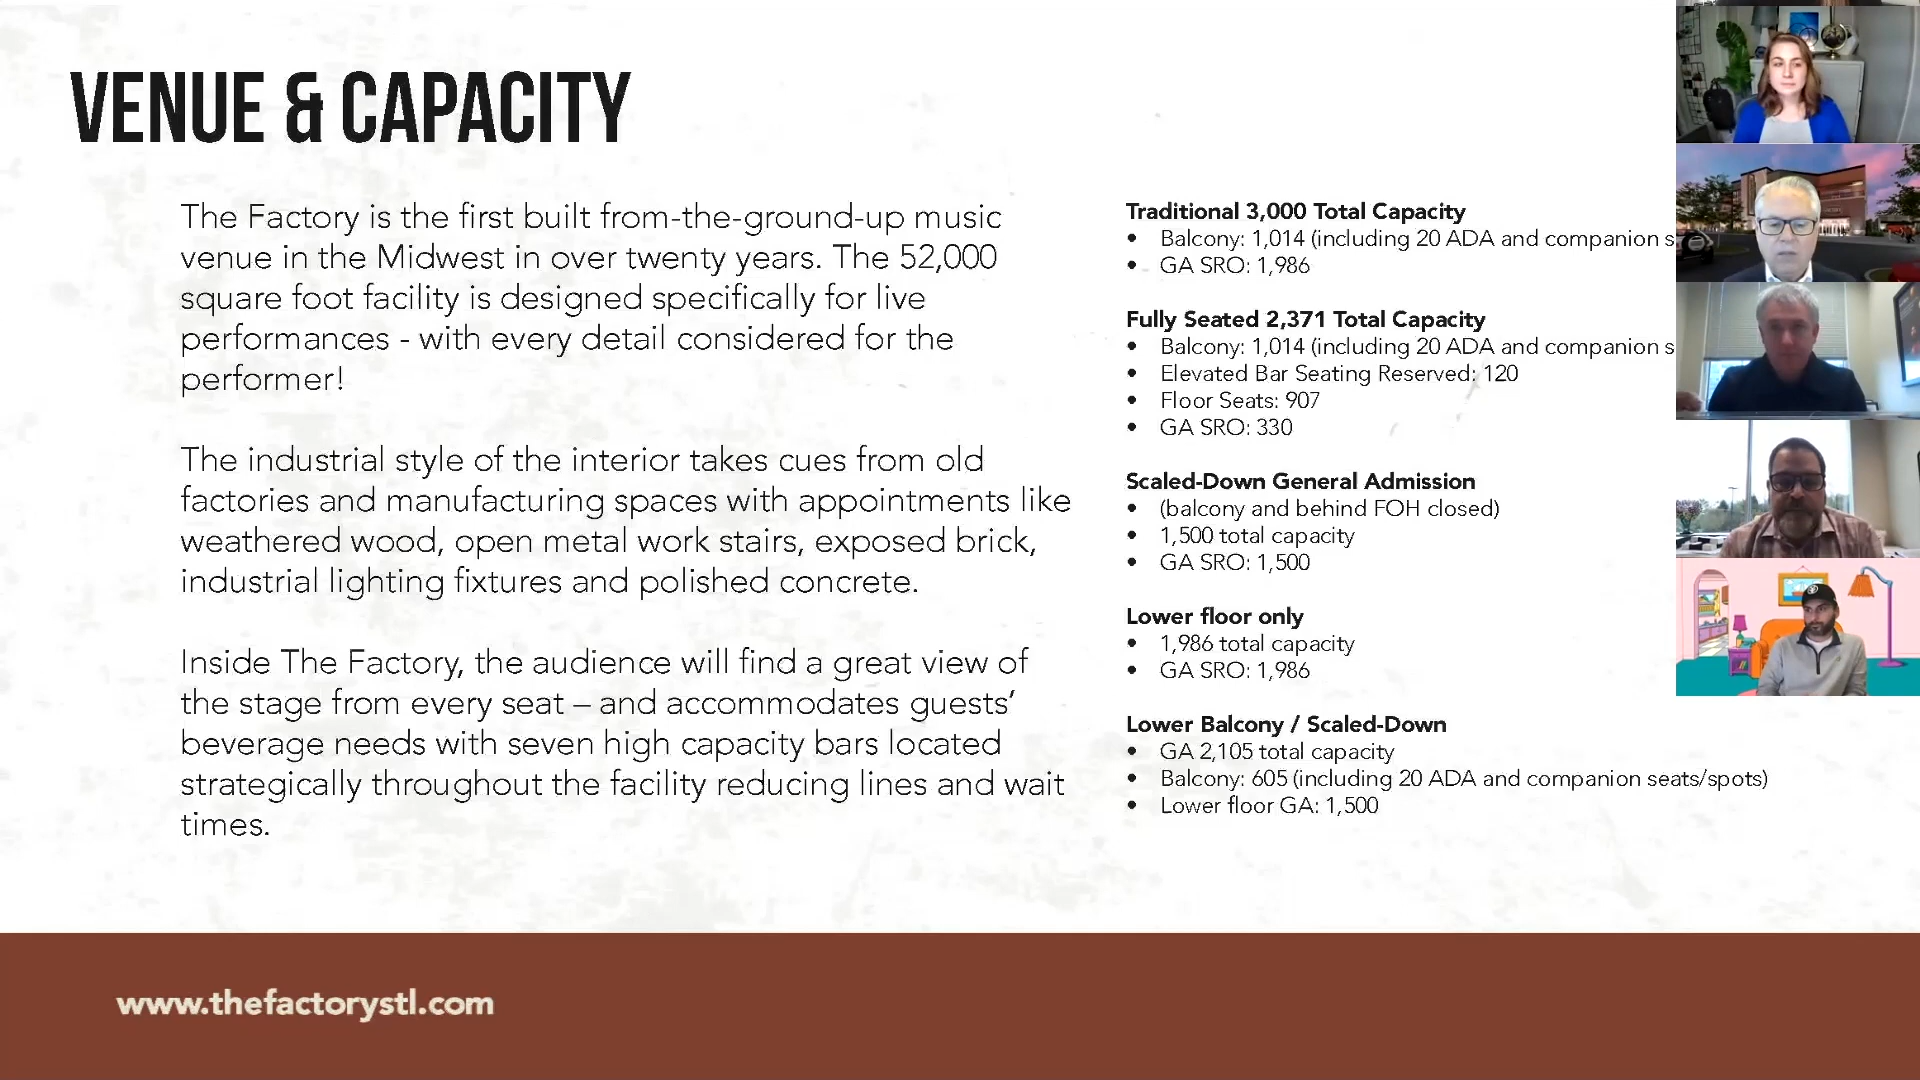 VENUE & CAPACITY
The Factory is the first built from-the-ground-up music
venue in the Midwest in over twenty years. The 52,000
square foot facility is designed specifically for live
performances - with every detail considered for the
performer!
The industrial style of the interior takes cues from old
factories and manufacturing spaces with appointments like
weathered wood, open metal work stairs, exposed brick,
industrial lighting fixtures and polished concrete.
Inside The Factory, the audience will find a great view of
the stage from every seat – and accommodates guests’
beverage needs with seven high capacity bars located
strategically throughout the facility reducing lines and wait
times.
Traditional 3,000 Total Capacity
• Balcony: 1,014 (including 20 ADA and companion s
• GA SRO: 1,986
Fully Seated 2,371 Total Capacity
• Balcony: 1,014 (including 20 ADA and companion s
• Elevated Bar Seating Reserved: 120
• Floor Seats: 907
• GA SRO: 330
Scaled-Down General Admission
• (balcony and behind FOH closed)
• 1,500 total capacity
• GA SRO: 1,500
Lower floor only
• 1,986 total capacity
• GA SRO: 1,986
Lower Balcony / Scaled-Down
• GA 2,105 total capacity
• Balcony: 605 (including 20 ADA and companion seats/spots)
• Lower floor GA: 1,500
www.thefactorystl.com